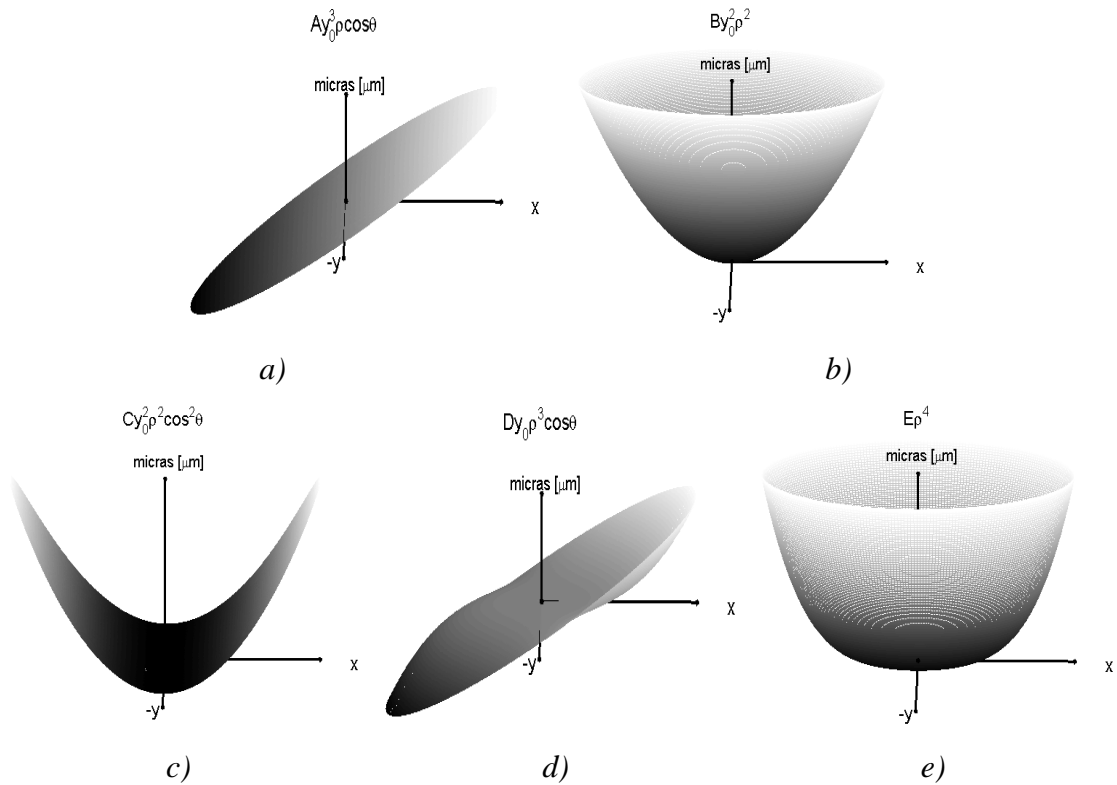 Ay₀³ρcosθ
micras [μm]
x
-y
a)
By₀²ρ²
micras [μm]
x
-y
b)
Cy₀²ρ²cos²θ
micras [μm]
x
-y
c)
Dy₀ρ³cosθ
micras [μm]
x
-y
d)
Eρ⁴
micras [μm]
x
-y
e)